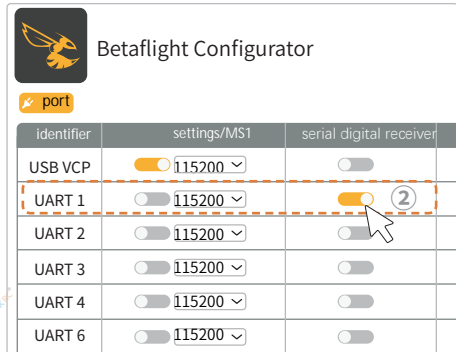 Betaflight Configurator
port
identifier settings/MS1 serial digital receiver
USB VCP 115200
UART 1 115200 2
UART 2 115200
UART 3 115200
UART 4 115200
UART 6 115200